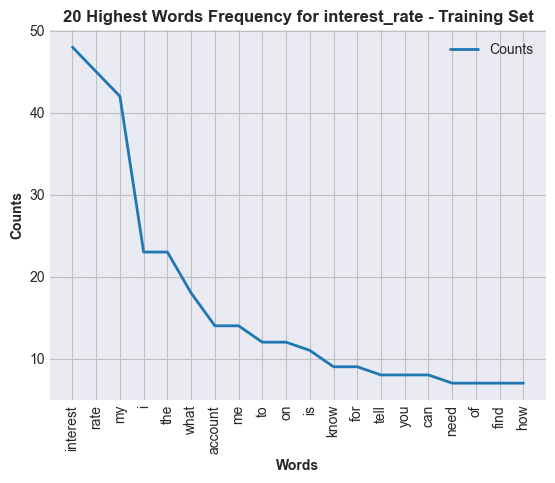 20 Highest Words Frequency for interest_rate - Training Set
Counts
50
40
30
20
10
Counts
interest
rate
my
i
the
what
account
me
to
on
is
know
for
tell
you
can
need
of
find
how
Words